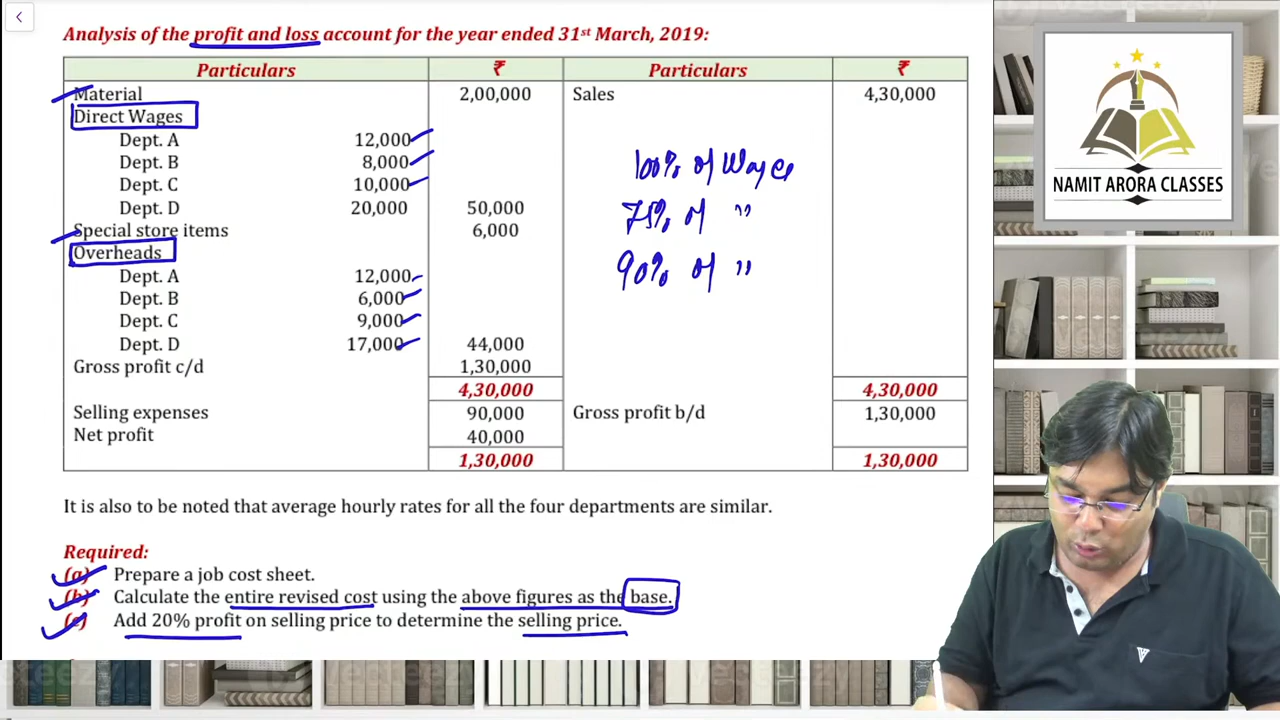 Analysis of the profit and loss account for the year ended 31st March, 2019:
Particulars ₹ Particulars ₹
Material 2,00,000 Sales 4,30,000
Direct Wages
Dept. A 12,000
Dept. B 8,000
Dept. C 10,000
Dept. D 20,000 50,000
Special store items 6,000
Overheads
Dept. A 12,000
Dept. B 6,000
Dept. C 9,000
Dept. D 17,000 44,000
Gross profit c/d 1,30,000
4,30,000 4,30,000
Selling expenses 90,000 Gross profit b/d 1,30,000
Net profit 40,000
1,30,000 1,30,000
100% of Wages
75% of "
90% of "
It is also to be noted that average hourly rates for all the four departments are similar.
Required:
(a) Prepare a job cost sheet.
(b) Calculate the entire revised cost using the above figures as the base.
(c) Add 20% profit on selling price to determine the selling price.
NAMIT ARORA CLASSES